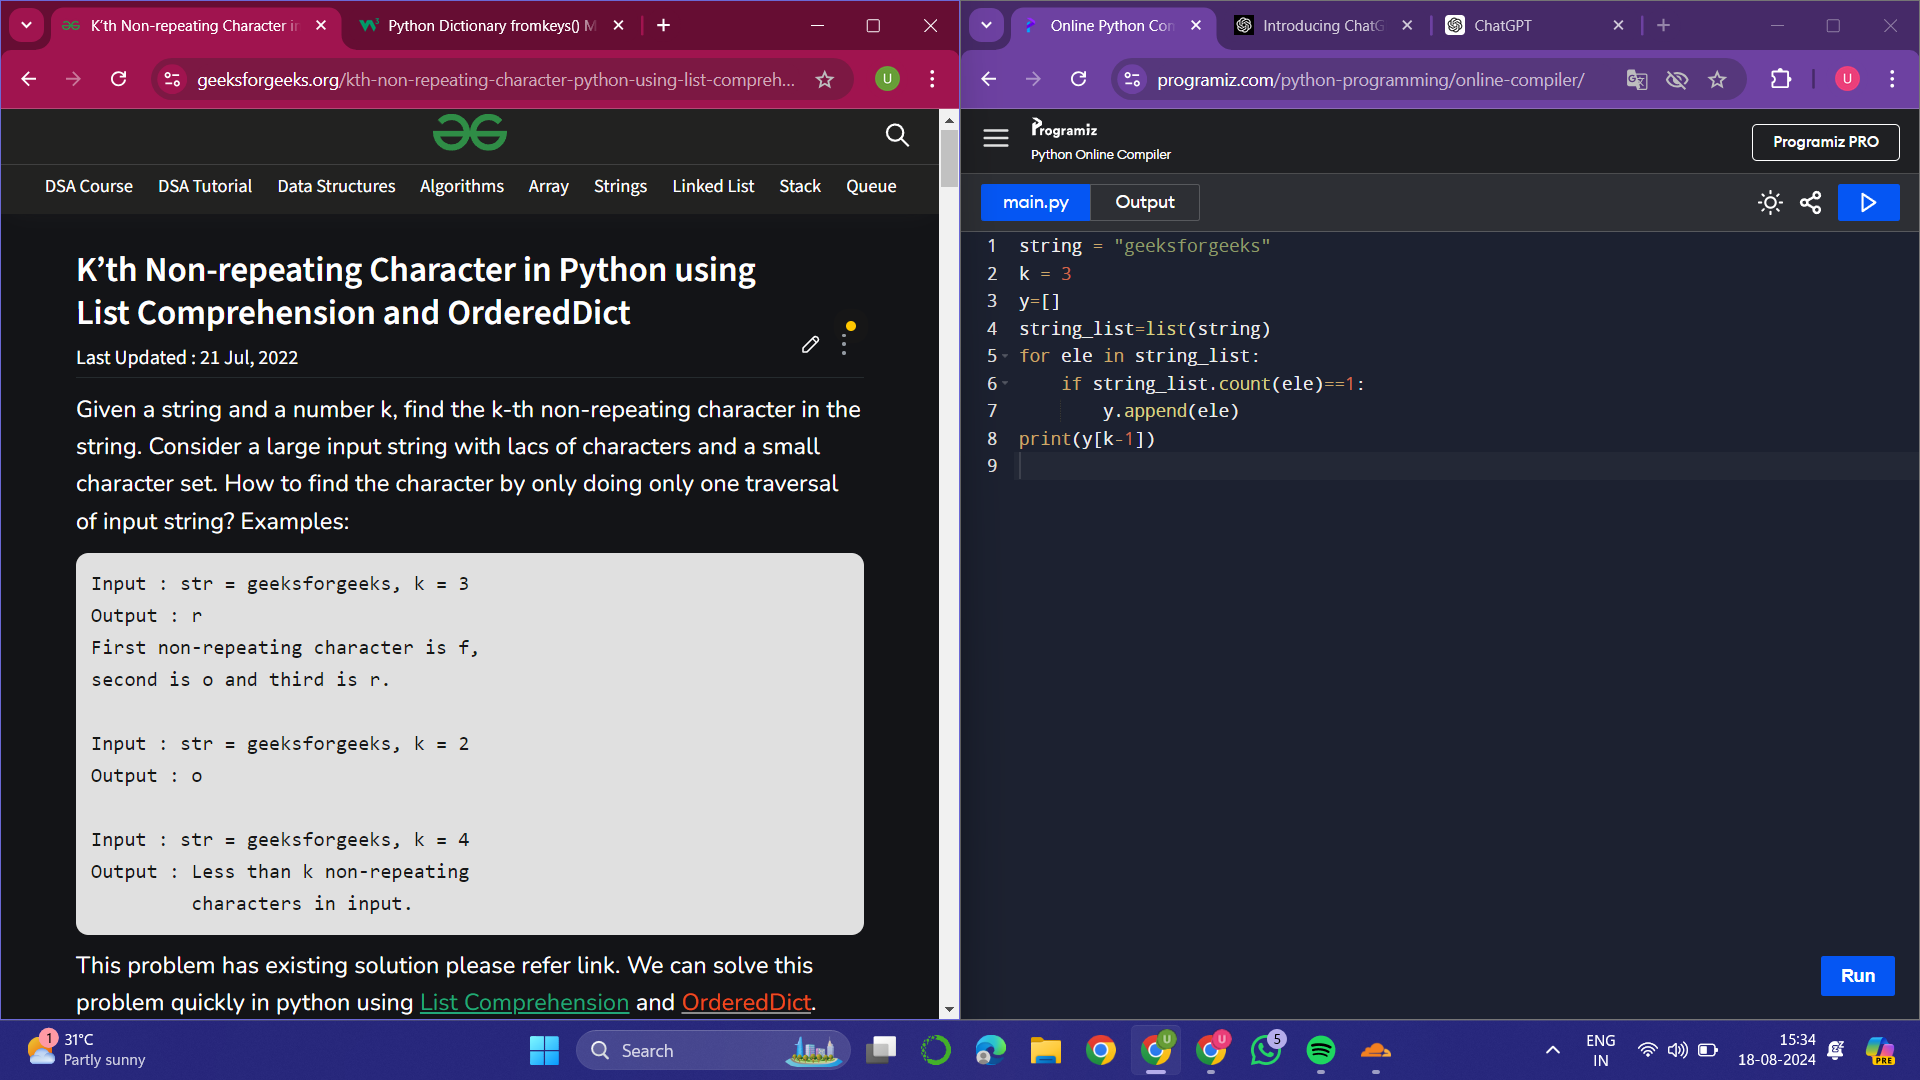 K'th Non-repeating Character in
Python Dictionary fromkeys() M
geeksforgeeks.org/kth-non-repeating-character-python-using-list-compreh...
U
DSA Course DSA Tutorial Data Structures Algorithms Array Strings Linked List Stack Queue
K’th Non-repeating Character in Python using
List Comprehension and OrderedDict
Last Updated : 21 Jul, 2022
Given a string and a number k, find the k-th non-repeating character in the
string. Consider a large input string with lacs of characters and a small
character set. How to find the character by only doing only one traversal
of input string? Examples:
Input : str = geeksforgeeks, k = 3
Output : r
First non-repeating character is f,
second is o and third is r.
Input : str = geeksforgeeks, k = 2
Output : o
Input : str = geeksforgeeks, k = 4
Output : Less than k non-repeating
characters in input.
This problem has existing solution please refer link. We can solve this
problem quickly in python using List Comprehension and OrderedDict.
Online Python Com
Introducing ChatG
ChatGPT
programiz.com/python-programming/online-compiler/
U
Programiz
Python Online Compiler
Programiz PRO
main.py
Output
1 string = "geeksforgeeks"
2 k = 3
3 y=[]
4 string_list=list(string)
5 for ele in string_list:
6 if string_list.count(ele)==1:
7 y.append(ele)
8 print(y[k-1])
9
Run
1
31°C
Partly sunny
Search
U
U
5
ENG
IN
15:34
18-08-2024
PRE